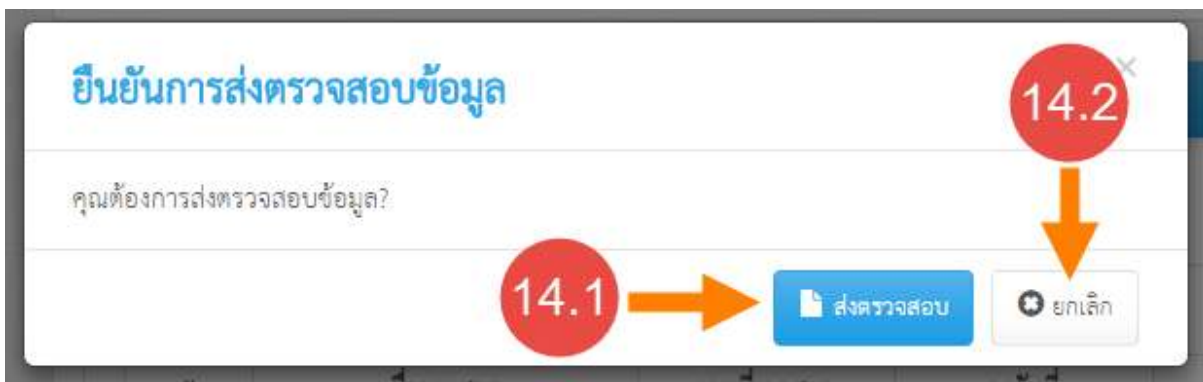 ยืนยันการส่งตรวจสอบข้อมูล
×
14.2
คุณต้องการส่งตรวจสอบข้อมูล?
14.1
ส่งตรวจสอบ
ยกเลิก